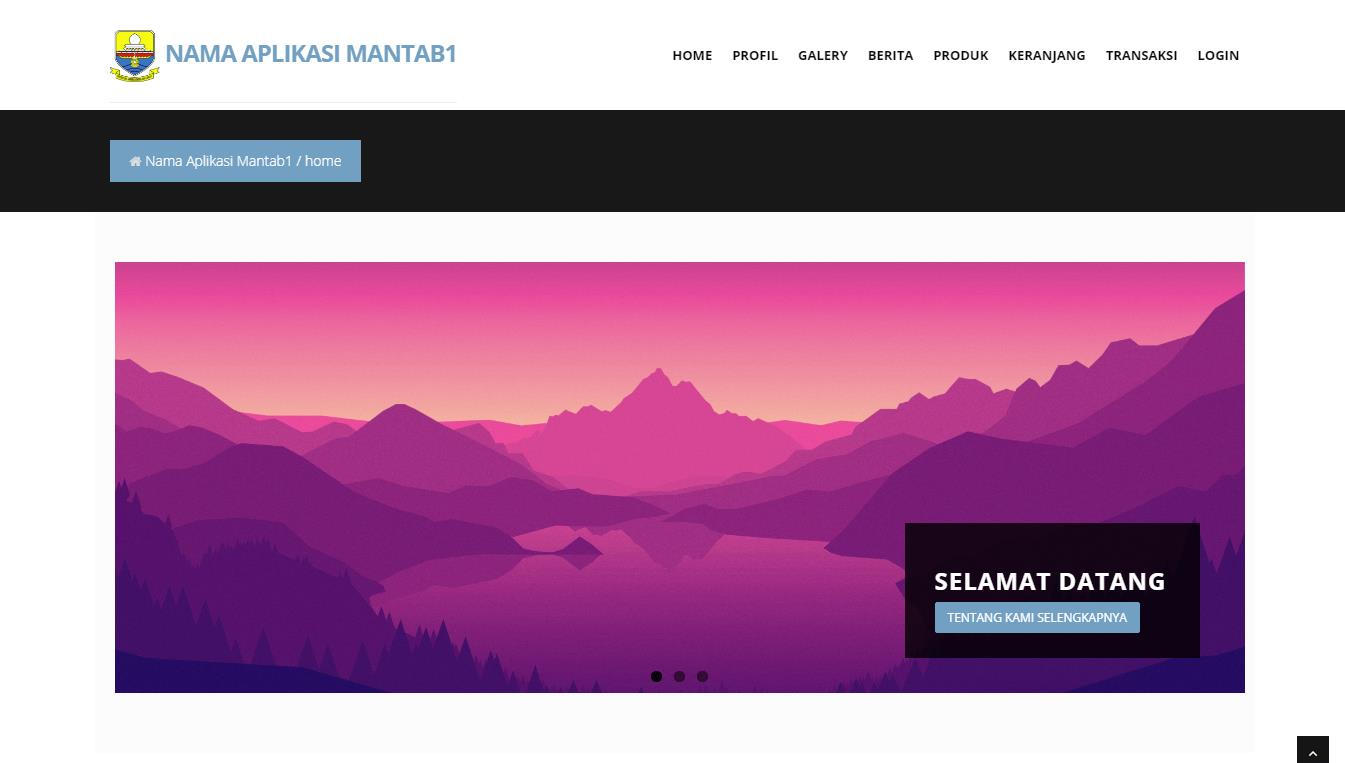 NAMA APLIKASI MANTAB1
HOME PROFIL GALERY BERITA PRODUK KERANJANG TRANSAKSI LOGIN
Nama Aplikasi Mantab1 / home
SELAMAT DATANG
TENTANG KAMI SELENGKAPNYA